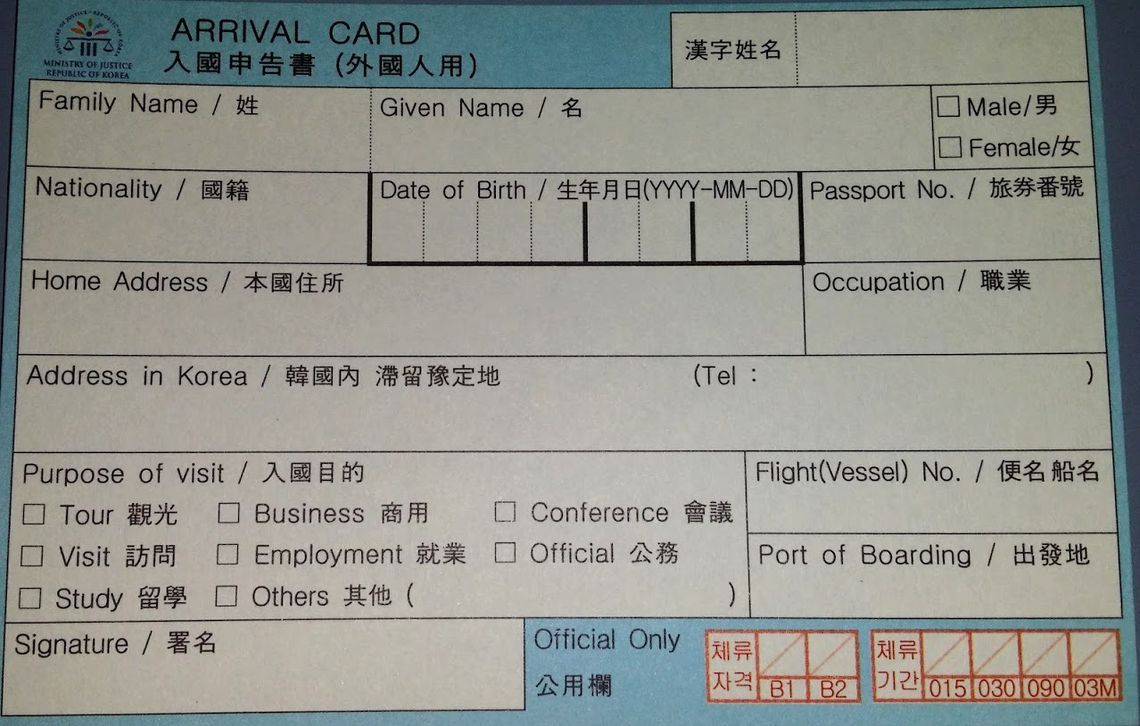 MINISTRY OF JUSTICE · REPUBLIC OF KOREA
MINISTRY OF JUSTICE
REPUBLIC OF KOREA
ARRIVAL CARD
入國申告書 (外國人用)
漢字姓名
Family Name / 姓
Given Name / 名
Male/男
Female/女
Nationality / 國籍
Date of Birth / 生年月日(YYYY-MM-DD)
Passport No. / 旅券番號
Home Address / 本國住所
Occupation / 職業
Address in Korea / 韓國內 滯留豫定地
(Tel : )
Purpose of visit / 入國目的
Tour 觀光
Business 商用
Conference 會議
Visit 訪問
Employment 就業
Official 公務
Study 留學
Others 其他 ( )
Flight(Vessel) No. / 便名船名
Port of Boarding / 出發地
Signature / 署名
Official Only
公用欄
체류
자격
B1
B2
체류
기간
015
030
090
03M